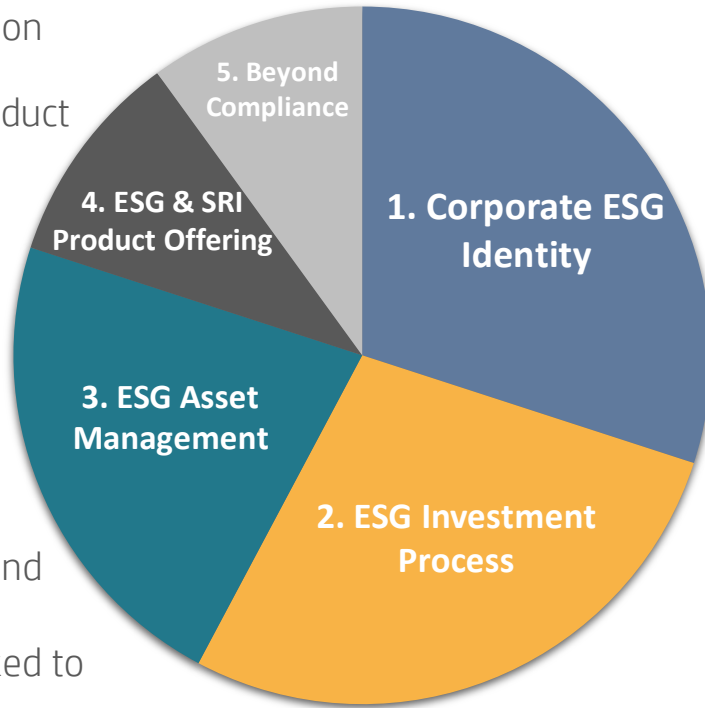 on
5. Beyond
Compliance
duct
4. ESG & SRI
Product Offering
1. Corporate ESG
Identity
3. ESG Asset
Management
2. ESG Investment
Process
nd
ed to